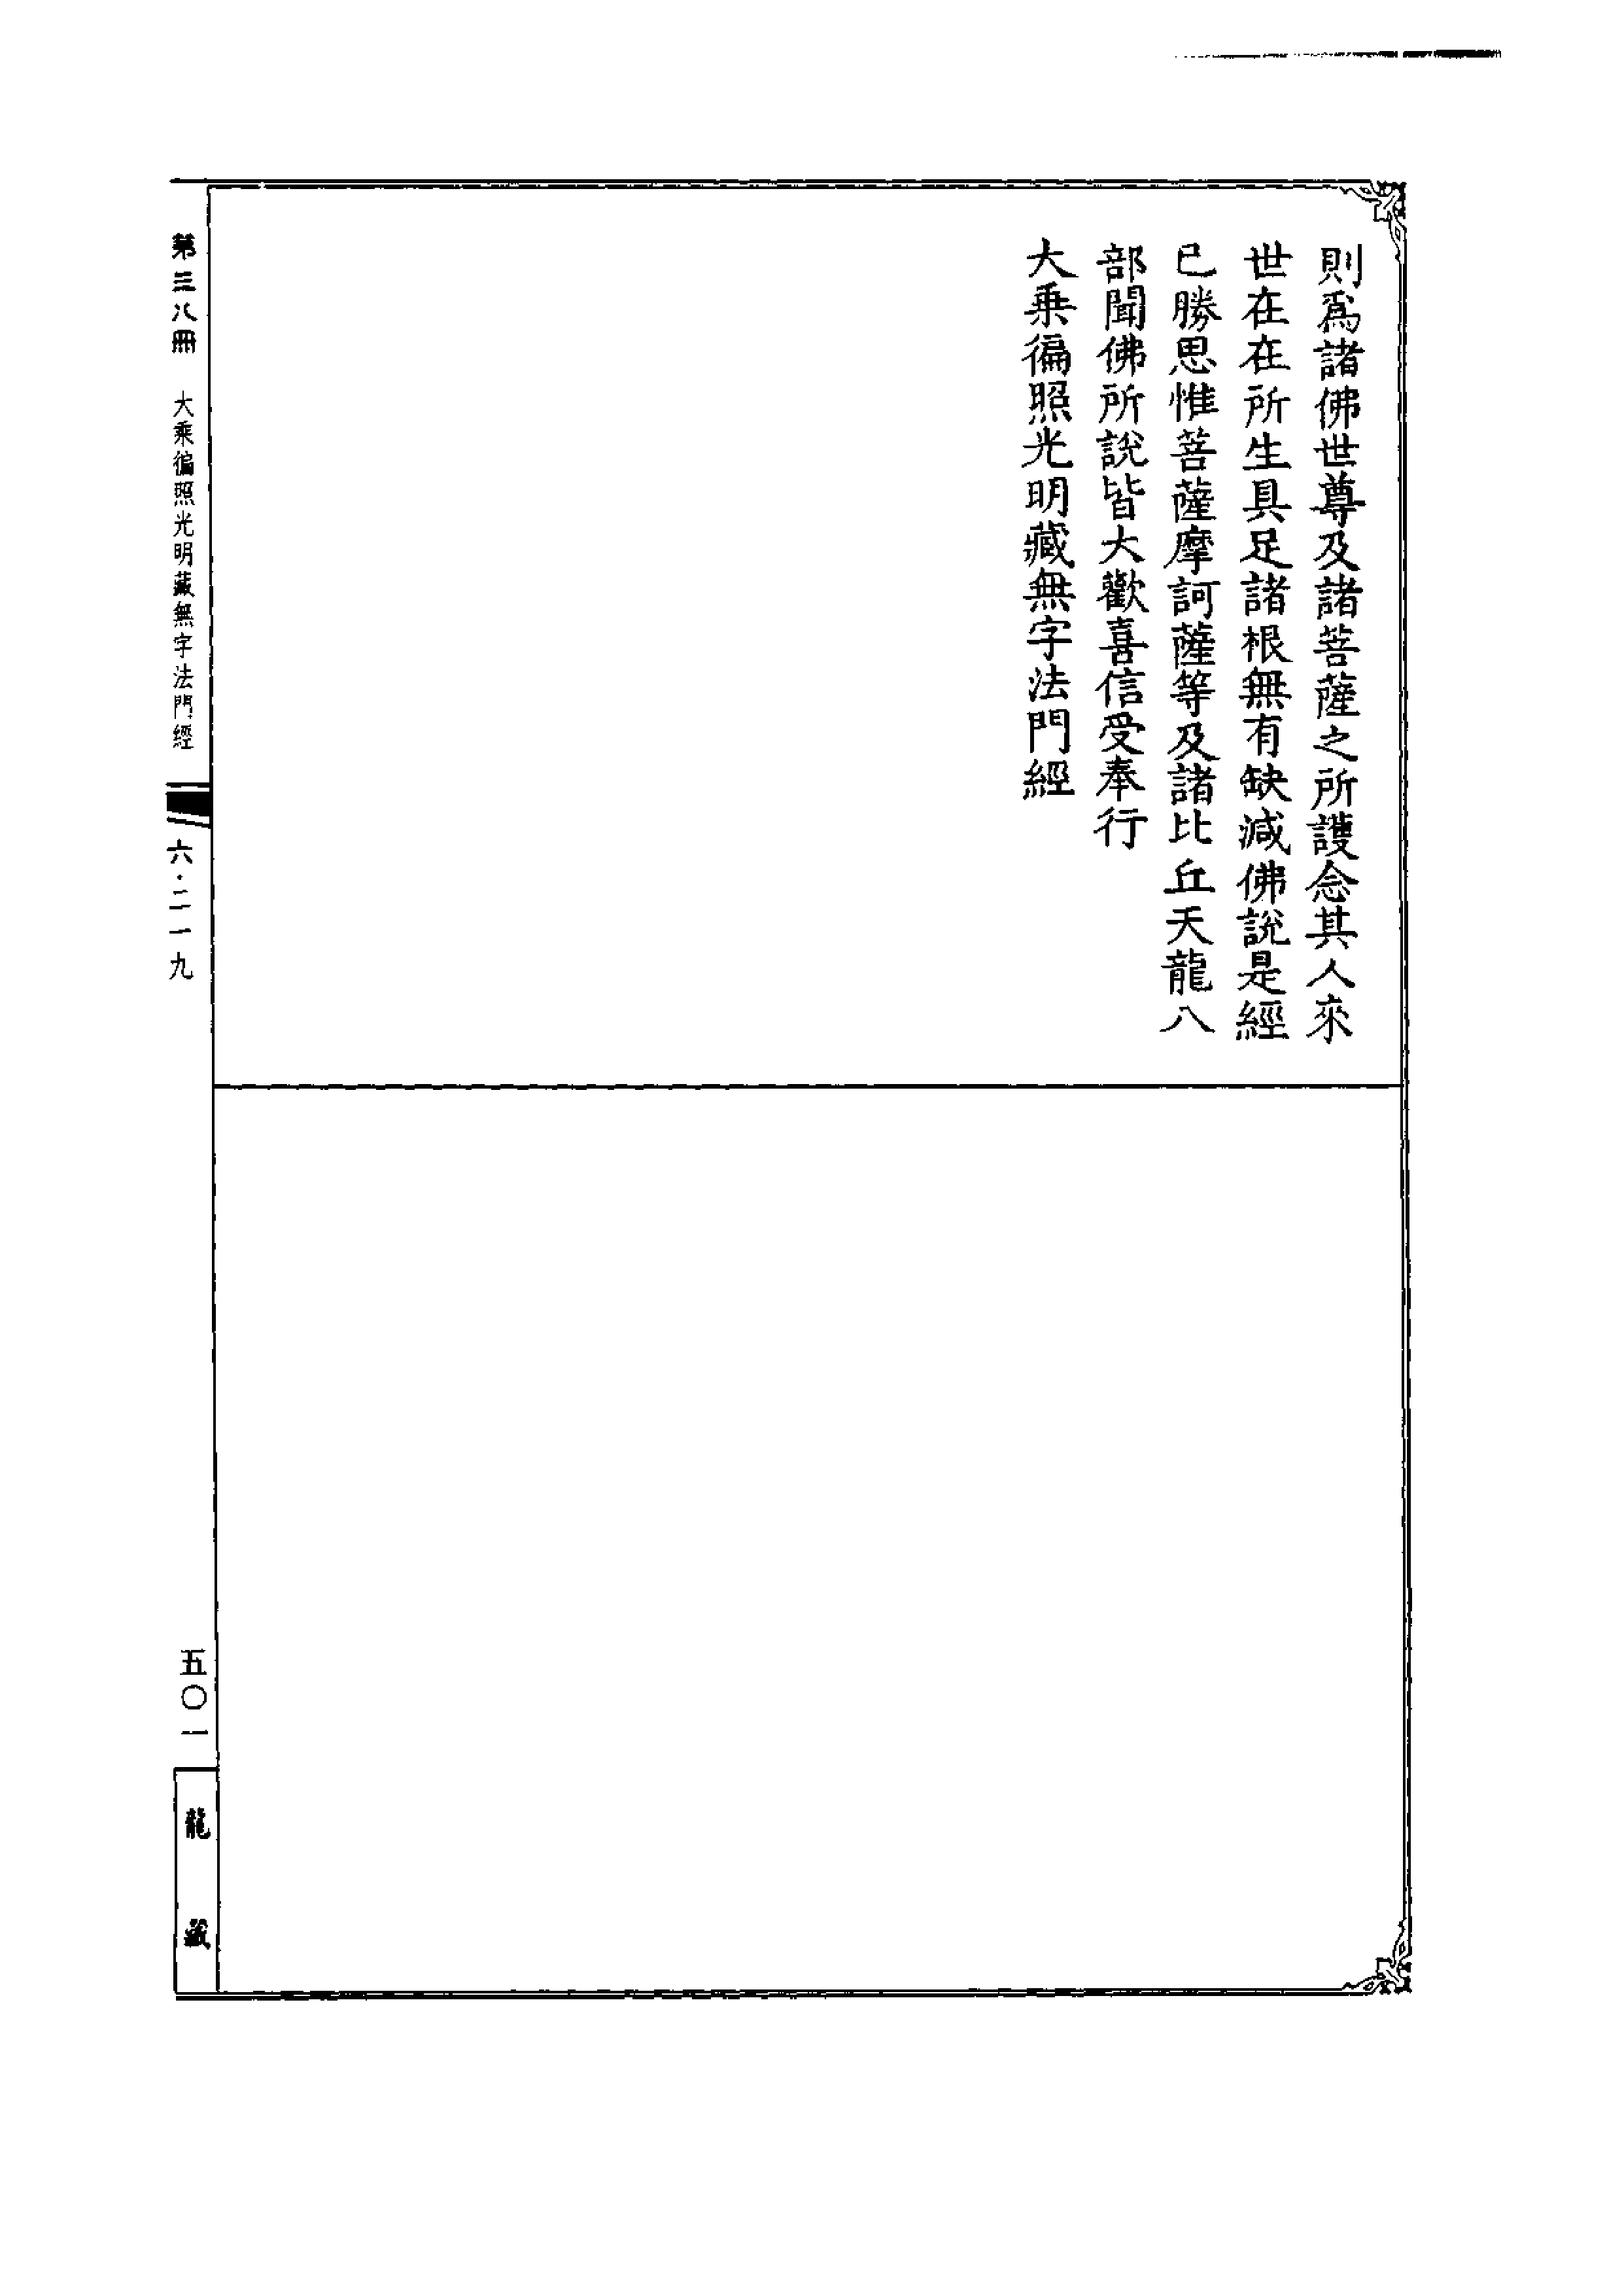 則爲諸佛世尊及諸菩薩之所護念其人來
世在在所生具足諸根無有缺減佛說是經
已勝思惟菩薩摩訶薩等及諸比丘天龍八
部聞佛所說皆大歡喜信受奉行
大乘徧照光明藏無字法門經
第三八冊 大乘徧照光明藏無字法門經 六·二一九
五〇一
龍藏